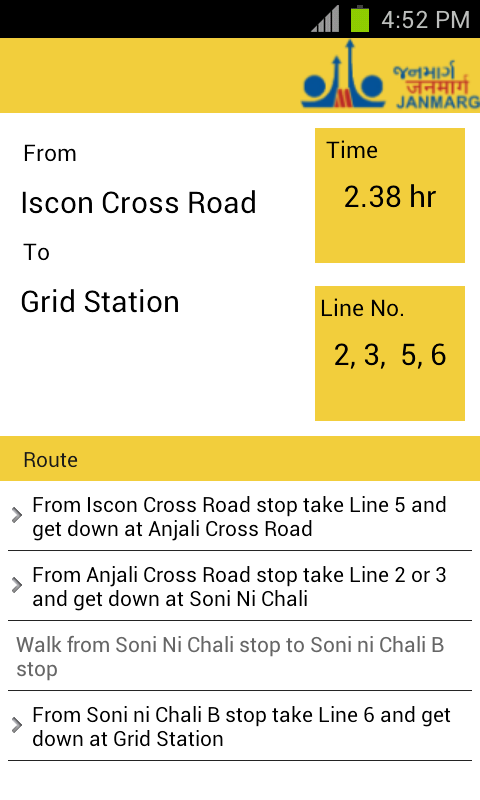 4:52 PM
જનમાર્ગ
जनमार्ग
JANMARG
From
Iscon Cross Road
To
Grid Station
Time
2.38 hr
Line No.
2, 3, 5, 6
Route
From Iscon Cross Road stop take Line 5 and
get down at Anjali Cross Road
From Anjali Cross Road stop take Line 2 or 3
and get down at Soni Ni Chali
Walk from Soni Ni Chali stop to Soni ni Chali B
stop
From Soni ni Chali B stop take Line 6 and get
down at Grid Station